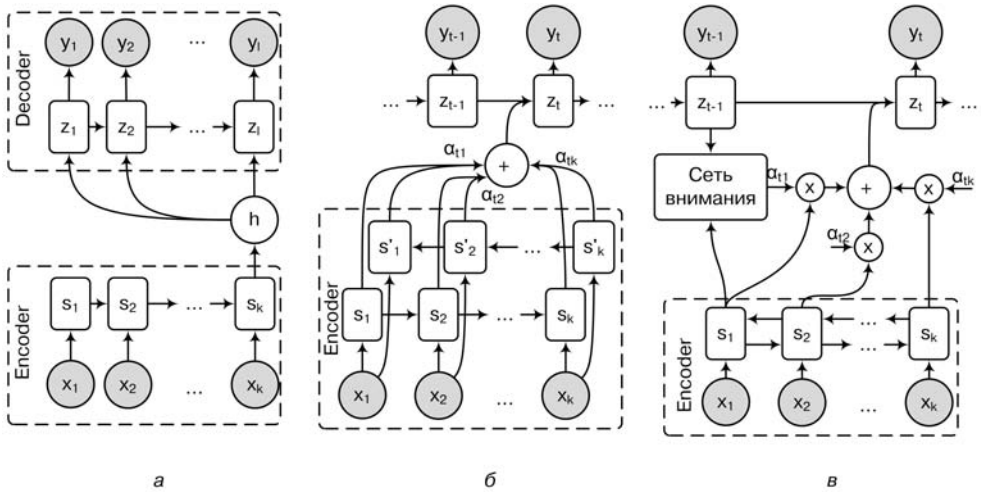 y1 y2 ... yl
Decoder
z1 z2 ... zl
h
Encoder
s1 s2 ... sk
x1 x2 ... xk
а
yt-1 yt
... zt-1 zt ...
αt1 + αtk
αt2
s'1 s'2 ... s'k
Encoder
s1 s2 ... sk
x1 x2 ... xk
б
yt-1 yt
... zt-1 zt ...
Сеть
внимания
αt1 x + x αtk
αt2 x
Encoder
...
s1 s2 ... sk
x1 x2 ... xk
в